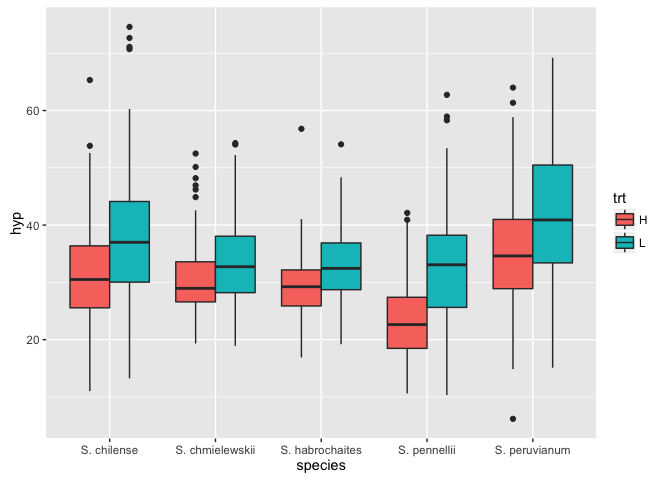 60
40
20
hyp
S. chilense
S. chmielewskii
S. habrochaites
S. pennellii
S. peruvianum
species
trt
H
L